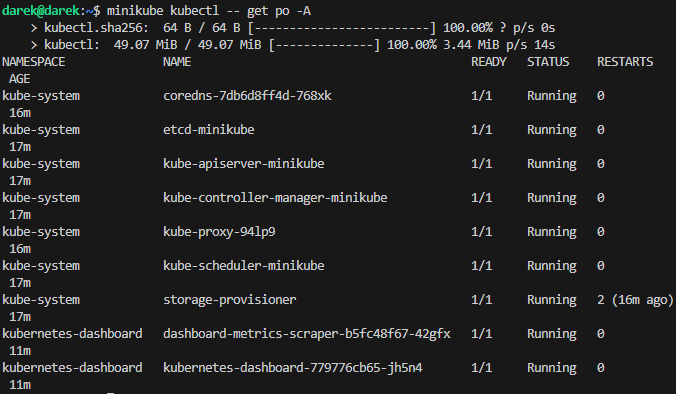 darek@darek:~$ minikube kubectl -- get po -A
    > kubectl.sha256:  64 B / 64 B [-------------------------] 100.00% ? p/s 0s
    > kubectl:  49.07 MiB / 49.07 MiB [--------------] 100.00% 3.44 MiB p/s 14s
NAMESPACE              NAME                                         READY   STATUS    RESTARTS
 AGE
kube-system            coredns-7db6d8ff4d-768xk                     1/1     Running   0
 16m
kube-system            etcd-minikube                                1/1     Running   0
 17m
kube-system            kube-apiserver-minikube                      1/1     Running   0
 17m
kube-system            kube-controller-manager-minikube             1/1     Running   0
 17m
kube-system            kube-proxy-94lp9                             1/1     Running   0
 16m
kube-system            kube-scheduler-minikube                      1/1     Running   0
 17m
kube-system            storage-provisioner                          1/1     Running   2 (16m ago)
 17m
kubernetes-dashboard   dashboard-metrics-scraper-b5fc48f67-42gfx    1/1     Running   0
 11m
kubernetes-dashboard   kubernetes-dashboard-779776cb65-jh5n4        1/1     Running   0
 11m